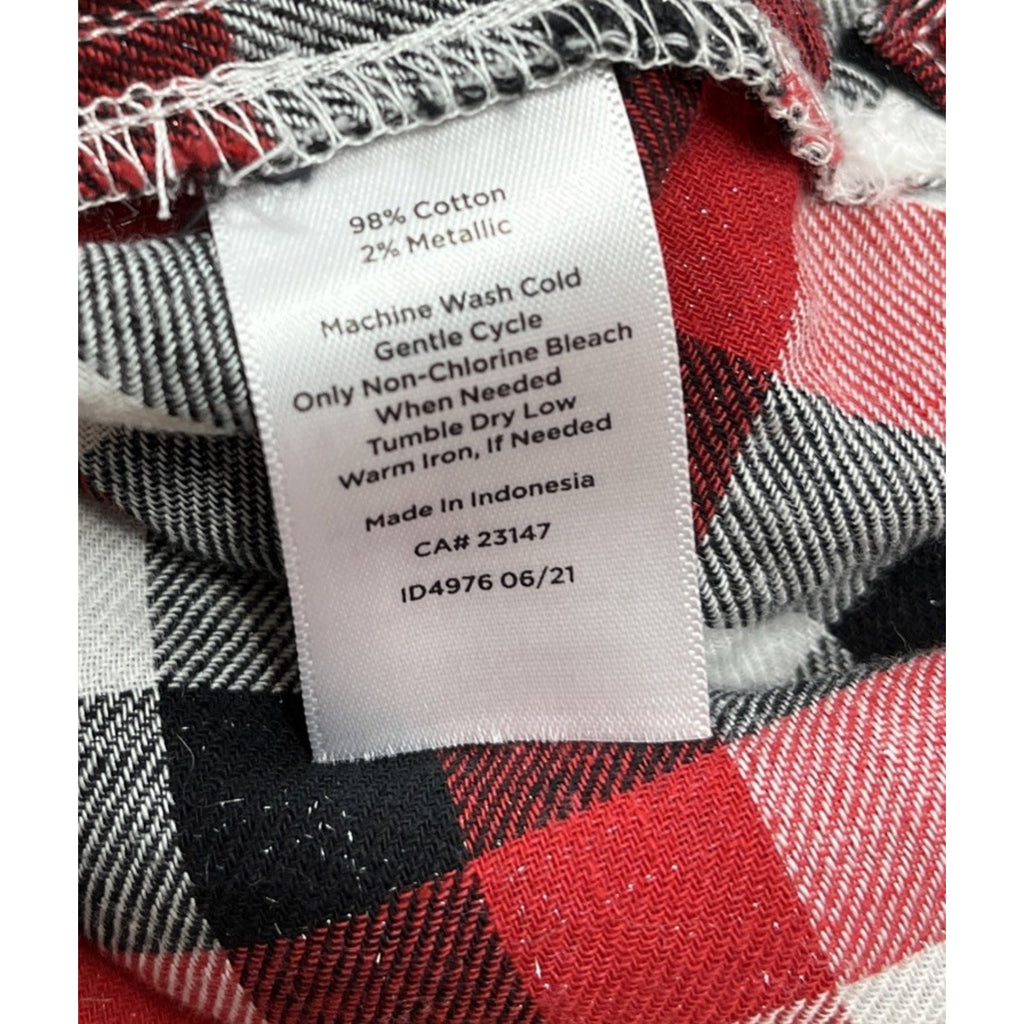 98% Cotton
2% Metallic
Machine Wash Cold
Gentle Cycle
Only Non-Chlorine Bleach
When Needed
Tumble Dry Low
Warm Iron, If Needed
Made In Indonesia
CA# 23147
ID4976 06/21